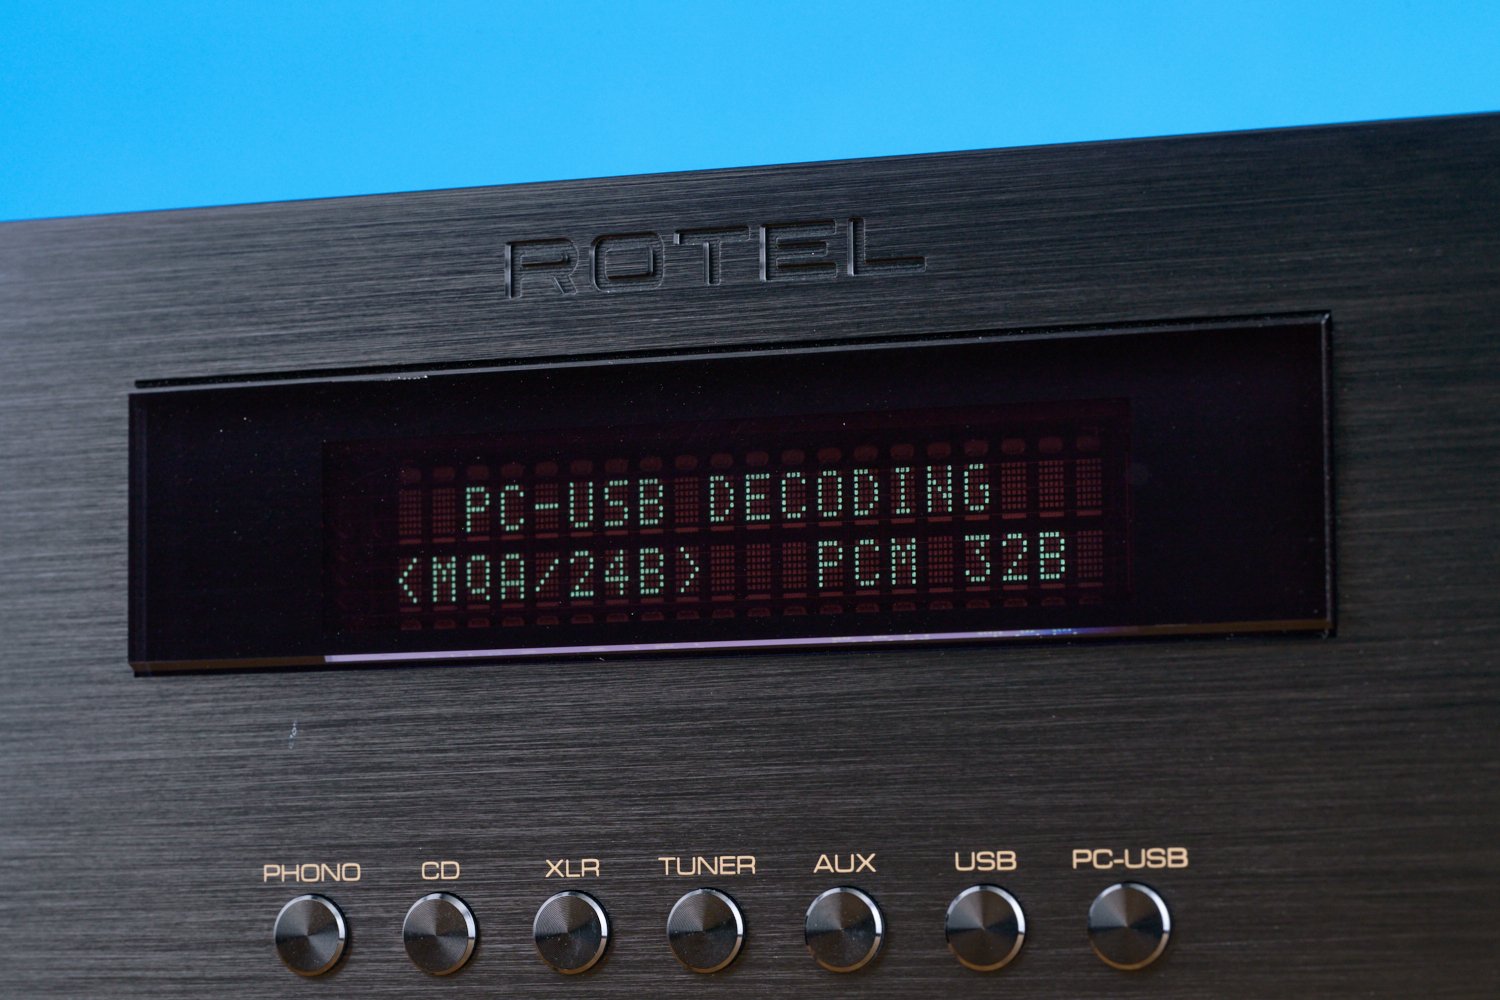 ROTEL
PC-USB DECODING
<MQA/24B> PCM 32B
PHONO CD XLR TUNER AUX USB PC-USB